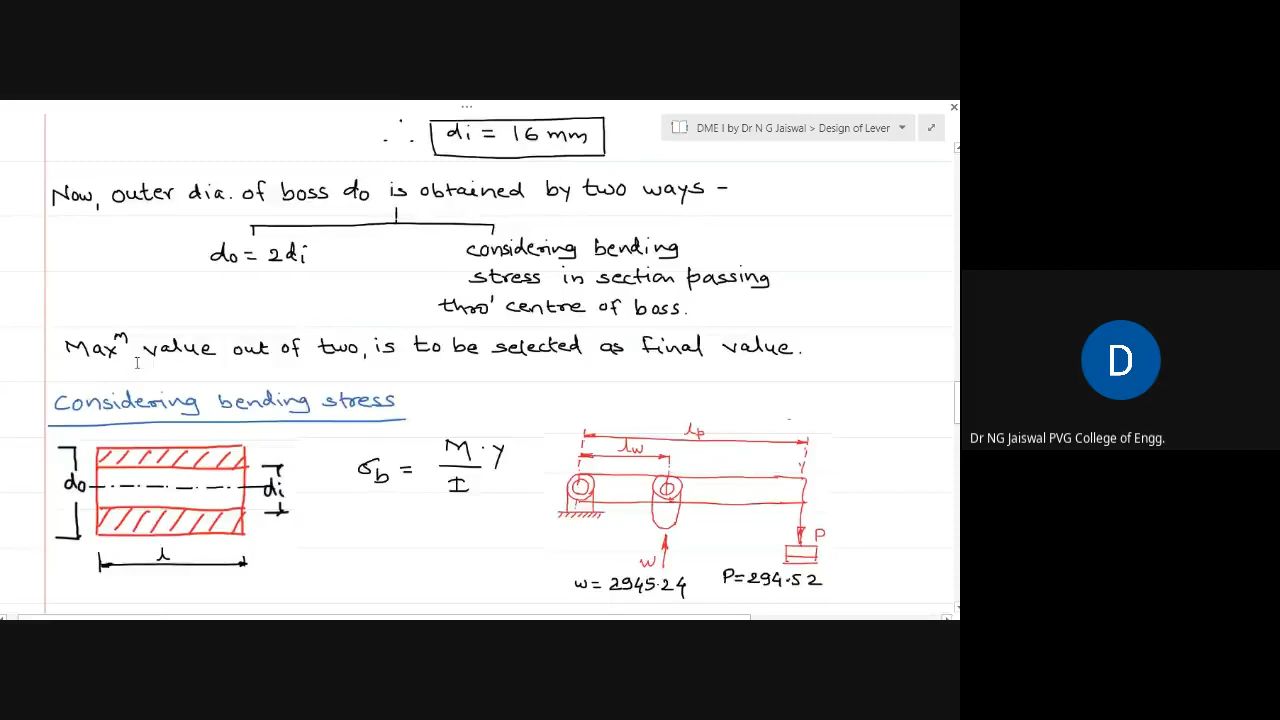 ∴ di = 16 mm
DME I by Dr N G Jaiswal > Design of Lever
Now, outer dia. of boss do is obtained by two ways -
do = 2di
considering bending
stress in section passing
thro' centre of boss.
Maxᵐ value out of two, is to be selected as final value.
Considering bending stress
do
di
l
σb = M · y / I
lp
lw
P
W
W = 2945.24
P = 294.52
D
Dr NG Jaiswal PVG College of Engg.